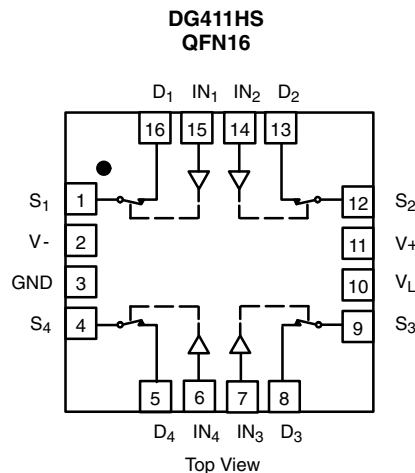 DG411HS
QFN16
D1 IN1 IN2 D2
16 15 14 13
S1 1 12 S2
V- 2 11 V+
GND 3 10 VL
S4 4 9 S3
5 6 7 8
D4 IN4 IN3 D3
Top View